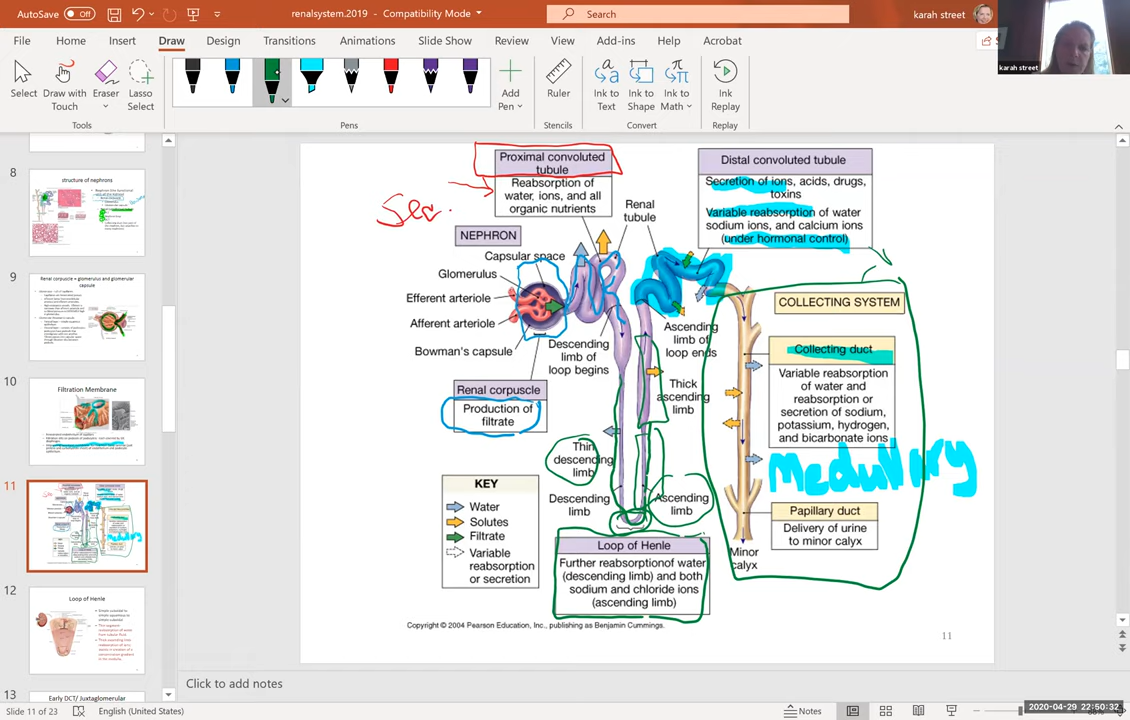 AutoSave Off
renalsystem.2019 - Compatibility Mode
Search
karah street
File Home Insert Draw Design Transitions Animations Slide Show Review View Add-ins Help Acrobat
karah street
Select
Draw with Touch
Eraser
Lasso Select
Add Pen
Ruler
Ink to Text
Ink to Shape
Ink to Math
Ink Replay
Tools
Pens
Stencils
Convert
Replay
8
structure of nephrons
9
Renal corpuscle = glomerulus and glomerular capsule
10
Filtration Membrane
11
12
Loop of Henle
13
Early DCT/ Juxtaglomerular
Proximal convoluted
tubule
Reabsorption of
water, ions, and all
organic nutrients
Distal convoluted tubule
Secretion of ions, acids, drugs,
toxins
Variable reabsorption of water
sodium ions, and calcium ions
(under hormonal control)
Renal
tubule
Sec.
NEPHRON
Capsular space
Glomerulus
Efferent arteriole
Afferent arteriole
Bowman's capsule
Descending
limb of
loop begins
Ascending
limb of
loop ends
Thick
ascending
limb
Renal corpuscle
Production of
filtrate
Thin
descending
limb
Descending
limb
Ascending
limb
COLLECTING SYSTEM
Collecting duct
Variable reabsorption
of water and
reabsorption or
secretion of sodium,
potassium, hydrogen,
and bicarbonate ions
Medullary
Papillary duct
Delivery of urine
to minor calyx
Minor
calyx
KEY
Water
Solutes
Filtrate
Variable
reabsorption
or secretion
Loop of Henle
Further reabsorptionof water
(descending limb) and both
sodium and chloride ions
(ascending limb)
Copyright © 2004 Pearson Education, Inc., publishing as Benjamin Cummings.
11
Click to add notes
Slide 11 of 23
English (United States)
Notes
2020-04-29 22:50:32